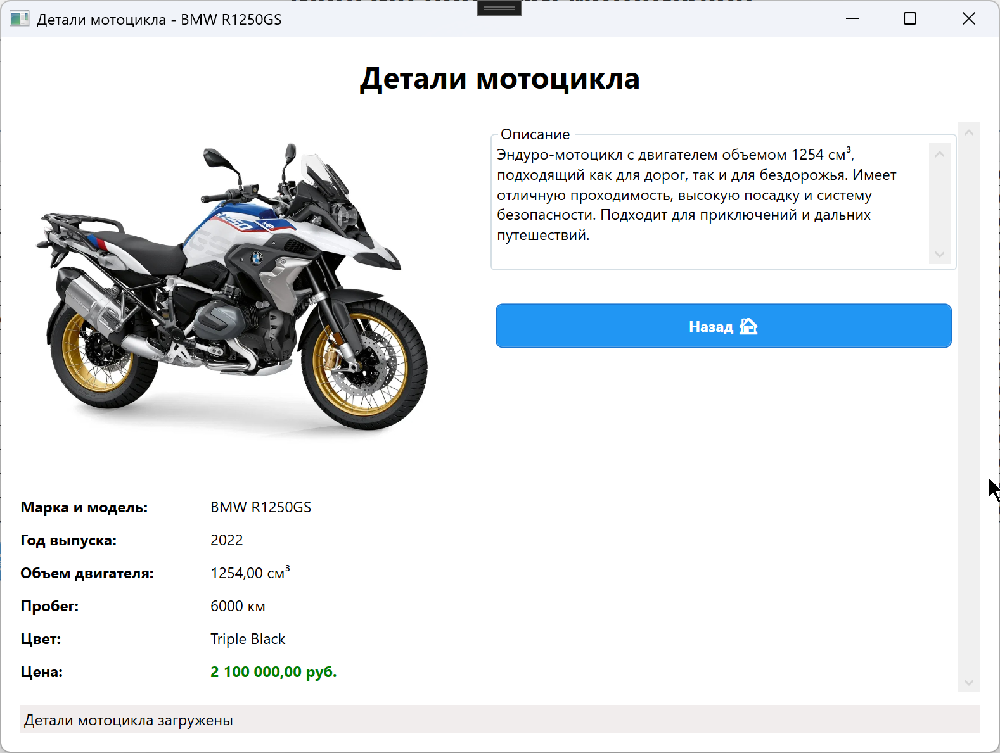 Детали мотоцикла - BMW R1250GS
Детали мотоцикла
Описание
Эндуро-мотоцикл с двигателем объемом 1254 см³,
подходящий как для дорог, так и для бездорожья. Имеет
отличную проходимость, высокую посадку и систему
безопасности. Подходит для приключений и дальних
путешествий.
Назад
Марка и модель: BMW R1250GS
Год выпуска: 2022
Объем двигателя: 1254,00 см³
Пробег: 6000 км
Цвет: Triple Black
Цена: 2 100 000,00 руб.
Детали мотоцикла загружены